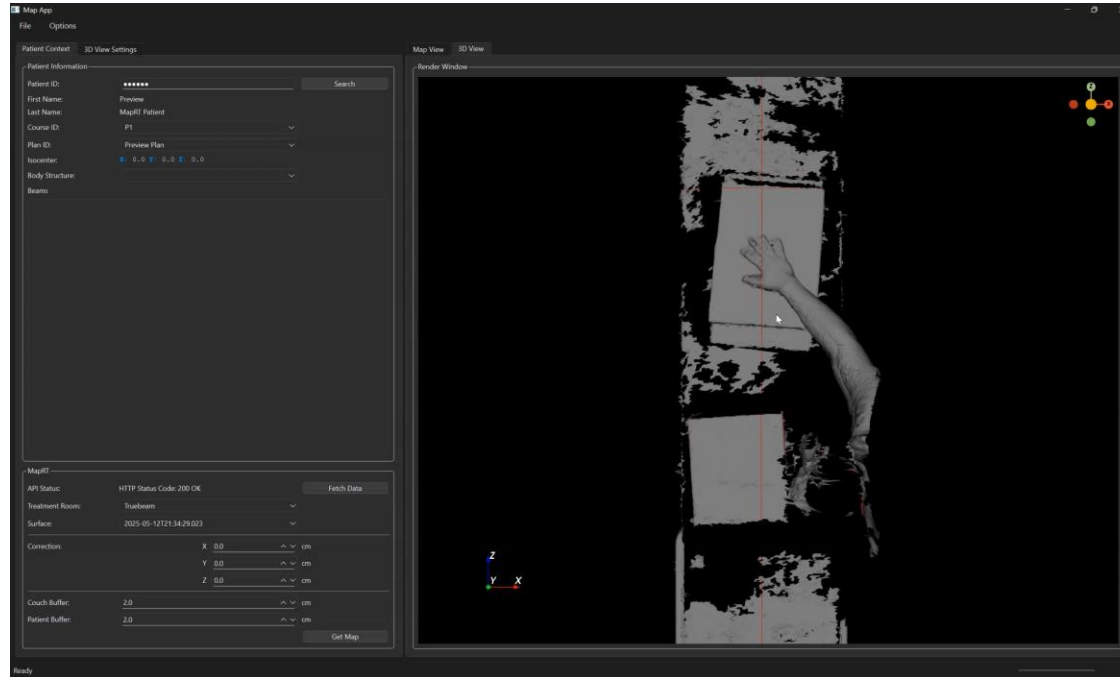 Map App
File Options
Patient Context 3D View Settings
Patient Information
Patient ID: ●●●●●● Search
First Name: Preview
Last Name: MapRT Patient
Course ID: P1
Plan ID: Preview Plan
Isocenter: X: 0.0 Y: 0.0 Z: 0.0
Body Structure:
Beams
MapRT
API Status: HTTP Status Code: 200 OK Fetch Data
Treatment Room: Truebeam
Surface: 2025-05-12T21:34:29.023
Correction: X 0.0 cm
Y 0.0 cm
Z 0.0 cm
Couch Buffer: 2.0 cm
Patient Buffer: 2.0 cm
Get Map
Ready
Map View 3D View
Render Window
Z
X
Z
Y X